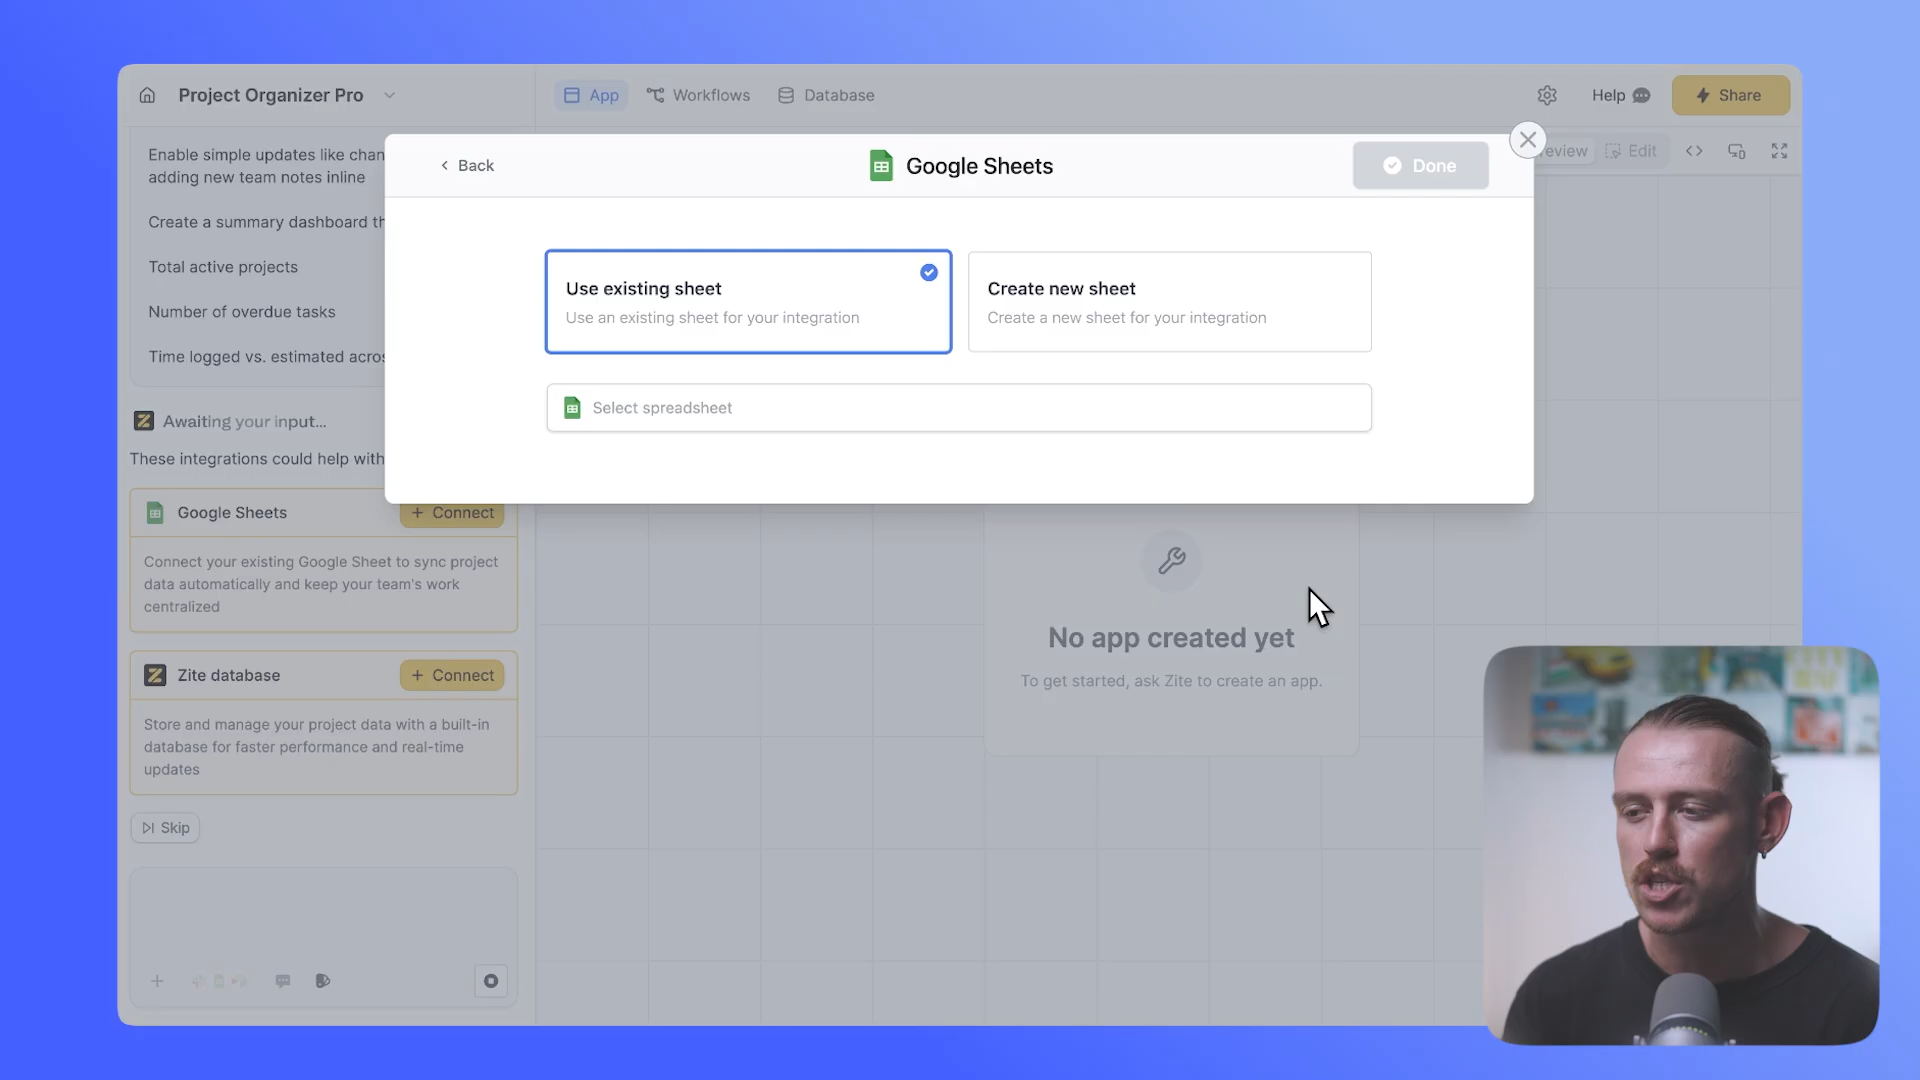 Project Organizer Pro
App
Workflows
Database
Help
Share
Enable simple updates like chan
adding new team notes inline
Create a summary dashboard th
Total active projects
Number of overdue tasks
Time logged vs. estimated acros
Awaiting your input...
These integrations could help with
Google Sheets
+ Connect
Connect your existing Google Sheet to sync project
data automatically and keep your team's work
centralized
Zite database
+ Connect
Store and manage your project data with a built-in
database for faster performance and real-time
updates
Skip
Back
Google Sheets
Done
review
Edit
Use existing sheet
Use an existing sheet for your integration
Create new sheet
Create a new sheet for your integration
Select spreadsheet
No app created yet
To get started, ask Zite to create an app.